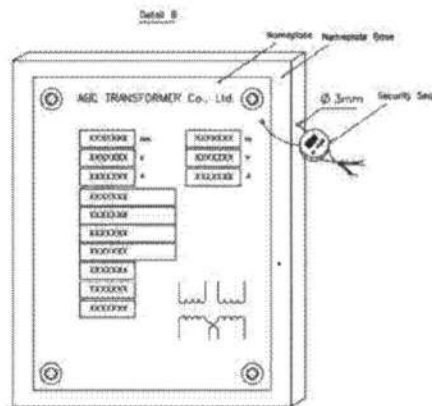 Detail B
Nameplate
Nameplate Base
Ø 3mm
Security Seal
ABC TRANSFORMER Co., Ltd.
XXXXXXX XXXXXXX
XXXXXXX V XXXXXXX V
XXXXXXX A XXXXXXX A
XXXXXXX
XXXXXXX
XXXXXXX
XXXXXXX
XXXXXXX
XXXXXXX
XXXXXXX